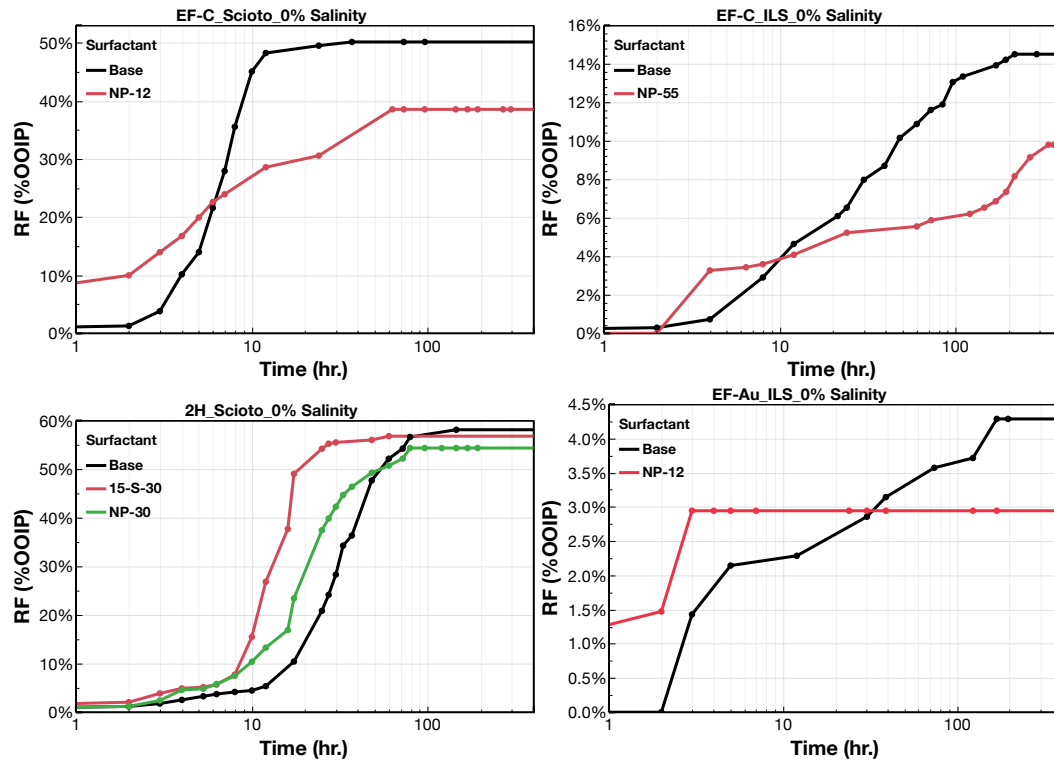 EF-C_Scioto_0% Salinity
RF (%OOIP)
50%
40%
30%
20%
10%
0%
Surfactant
Base
NP-12
1
10
100
Time (hr.)
EF-C_ILS_0% Salinity
RF (%OOIP)
16%
14%
12%
10%
8%
6%
4%
2%
0%
Surfactant
Base
NP-55
1
10
100
Time (hr.)
2H_Scioto_0% Salinity
RF (%OOIP)
60%
50%
40%
30%
20%
10%
0%
Surfactant
Base
15-S-30
NP-30
1
10
100
Time (hr.)
EF-Au_ILS_0% Salinity
RF (%OOIP)
4.5%
4.0%
3.5%
3.0%
2.5%
2.0%
1.5%
1.0%
0.5%
0.0%
Surfactant
Base
NP-12
1
10
100
Time (hr.)